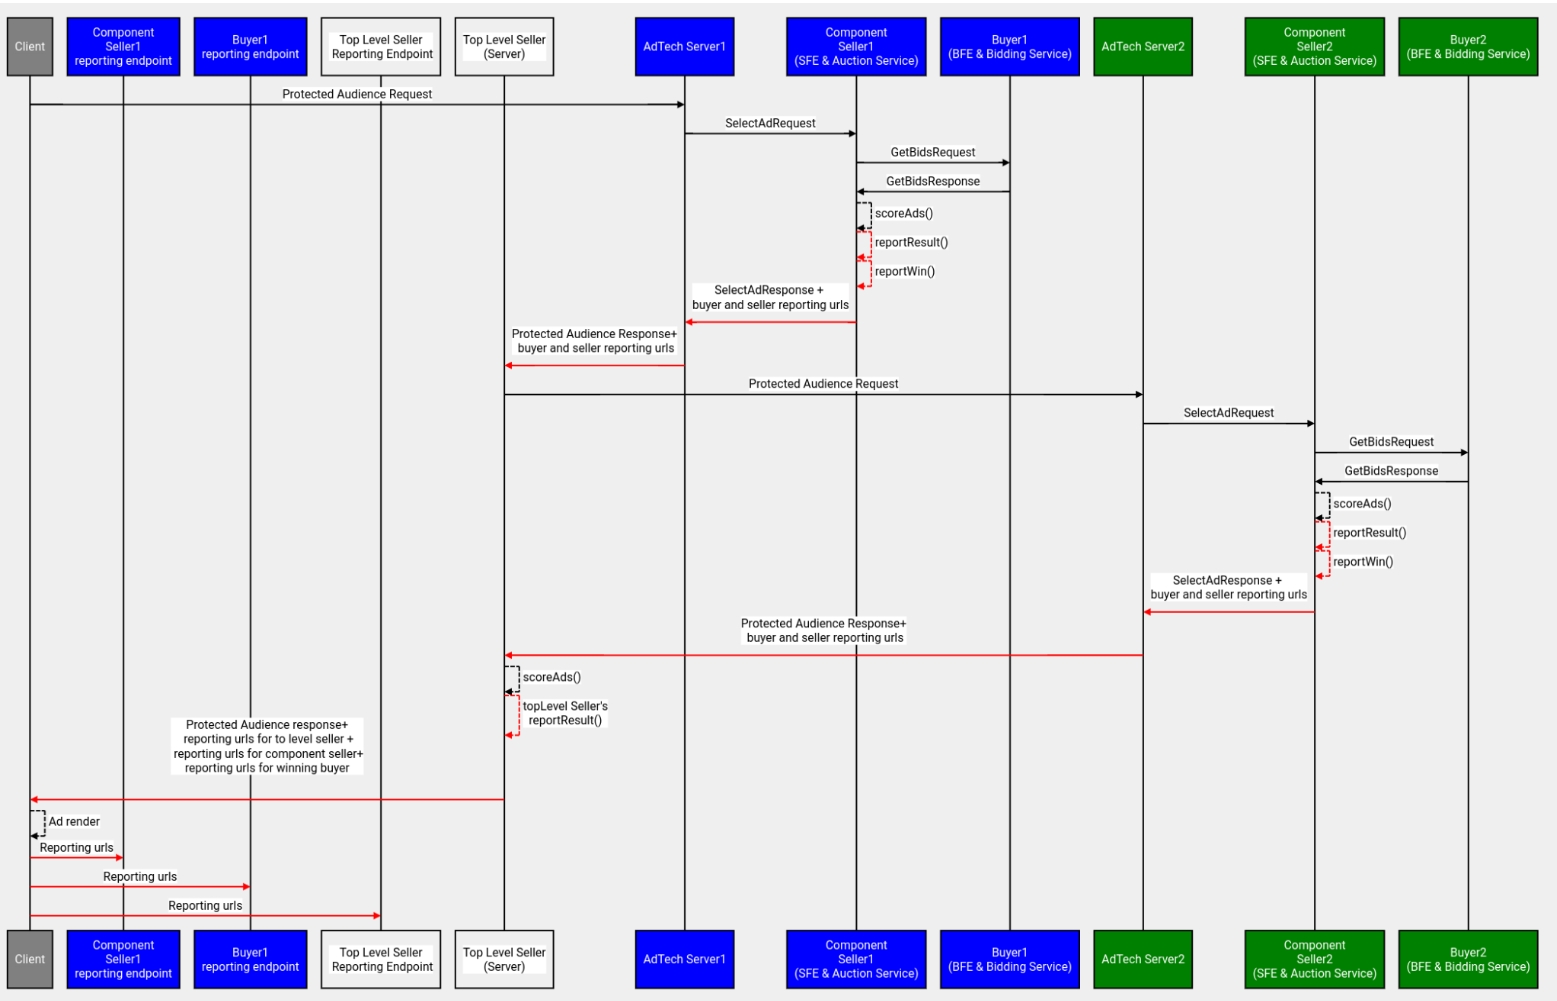 Client
Component
Seller1
reporting endpoint
Buyer1
reporting endpoint
Top Level Seller
Reporting Endpoint
Top Level Seller
(Server)
AdTech Server1
Component
Seller1
(SFE & Auction Service)
Buyer1
(BFE & Bidding Service)
AdTech Server2
Component
Seller2
(SFE & Auction Service)
Buyer2
(BFE & Bidding Service)
Protected Audience Request
SelectAdRequest
GetBidsRequest
GetBidsResponse
scoreAds()
reportResult()
reportWin()
SelectAdResponse +
buyer and seller reporting urls
Protected Audience Response+
buyer and seller reporting urls
Protected Audience Request
SelectAdRequest
GetBidsRequest
GetBidsResponse
scoreAds()
reportResult()
reportWin()
SelectAdResponse +
buyer and seller reporting urls
Protected Audience Response+
buyer and seller reporting urls
scoreAds()
topLevel Seller's
reportResult()
Protected Audience response+
reporting urls for to level seller +
reporting urls for component seller+
reporting urls for winning buyer
Ad render
Reporting urls
Reporting urls
Reporting urls
Client
Component
Seller1
reporting endpoint
Buyer1
reporting endpoint
Top Level Seller
Reporting Endpoint
Top Level Seller
(Server)
AdTech Server1
Component
Seller1
(SFE & Auction Service)
Buyer1
(BFE & Bidding Service)
AdTech Server2
Component
Seller2
(SFE & Auction Service)
Buyer2
(BFE & Bidding Service)